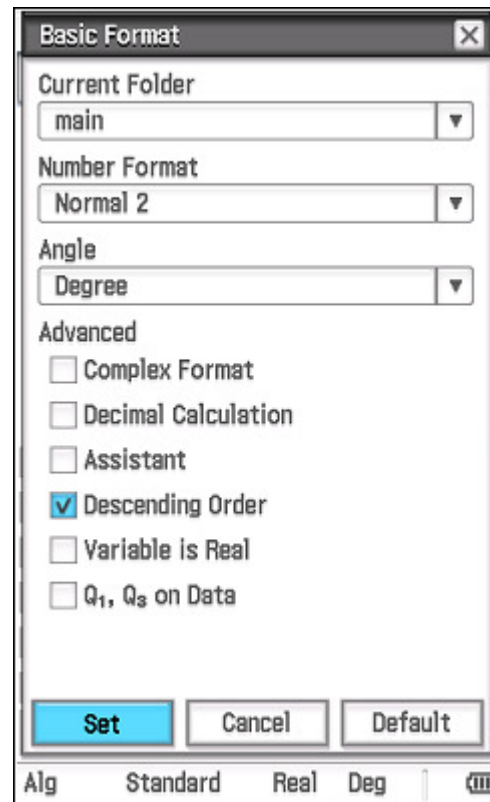 Basic Format
Current Folder
main
Number Format
Normal 2
Angle
Degree
Advanced
Complex Format
Decimal Calculation
Assistant
Descending Order
Variable is Real
Q₁, Q₃ on Data
Set Cancel Default
Alg Standard Real Deg